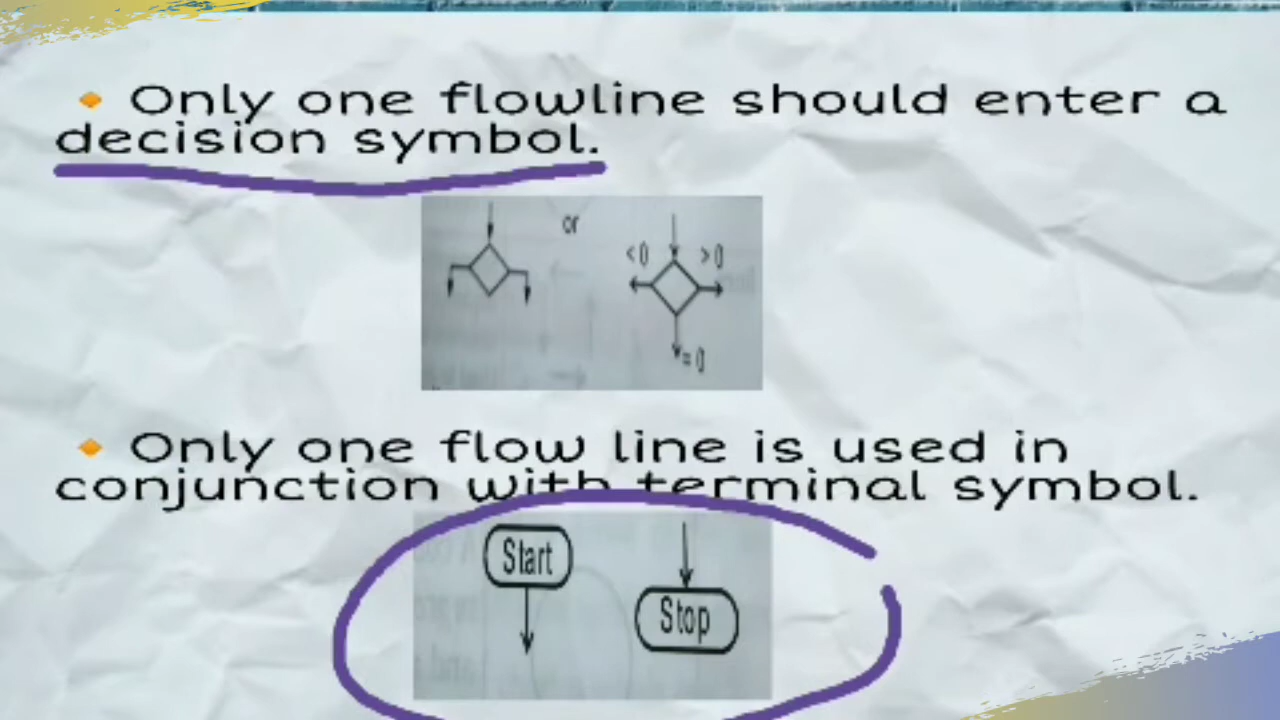 🔸 Only one flowline should enter a
decision symbol.
or
<0 >0
=0
🔸 Only one flow line is used in
conjunction with terminal symbol.
Start
Stop